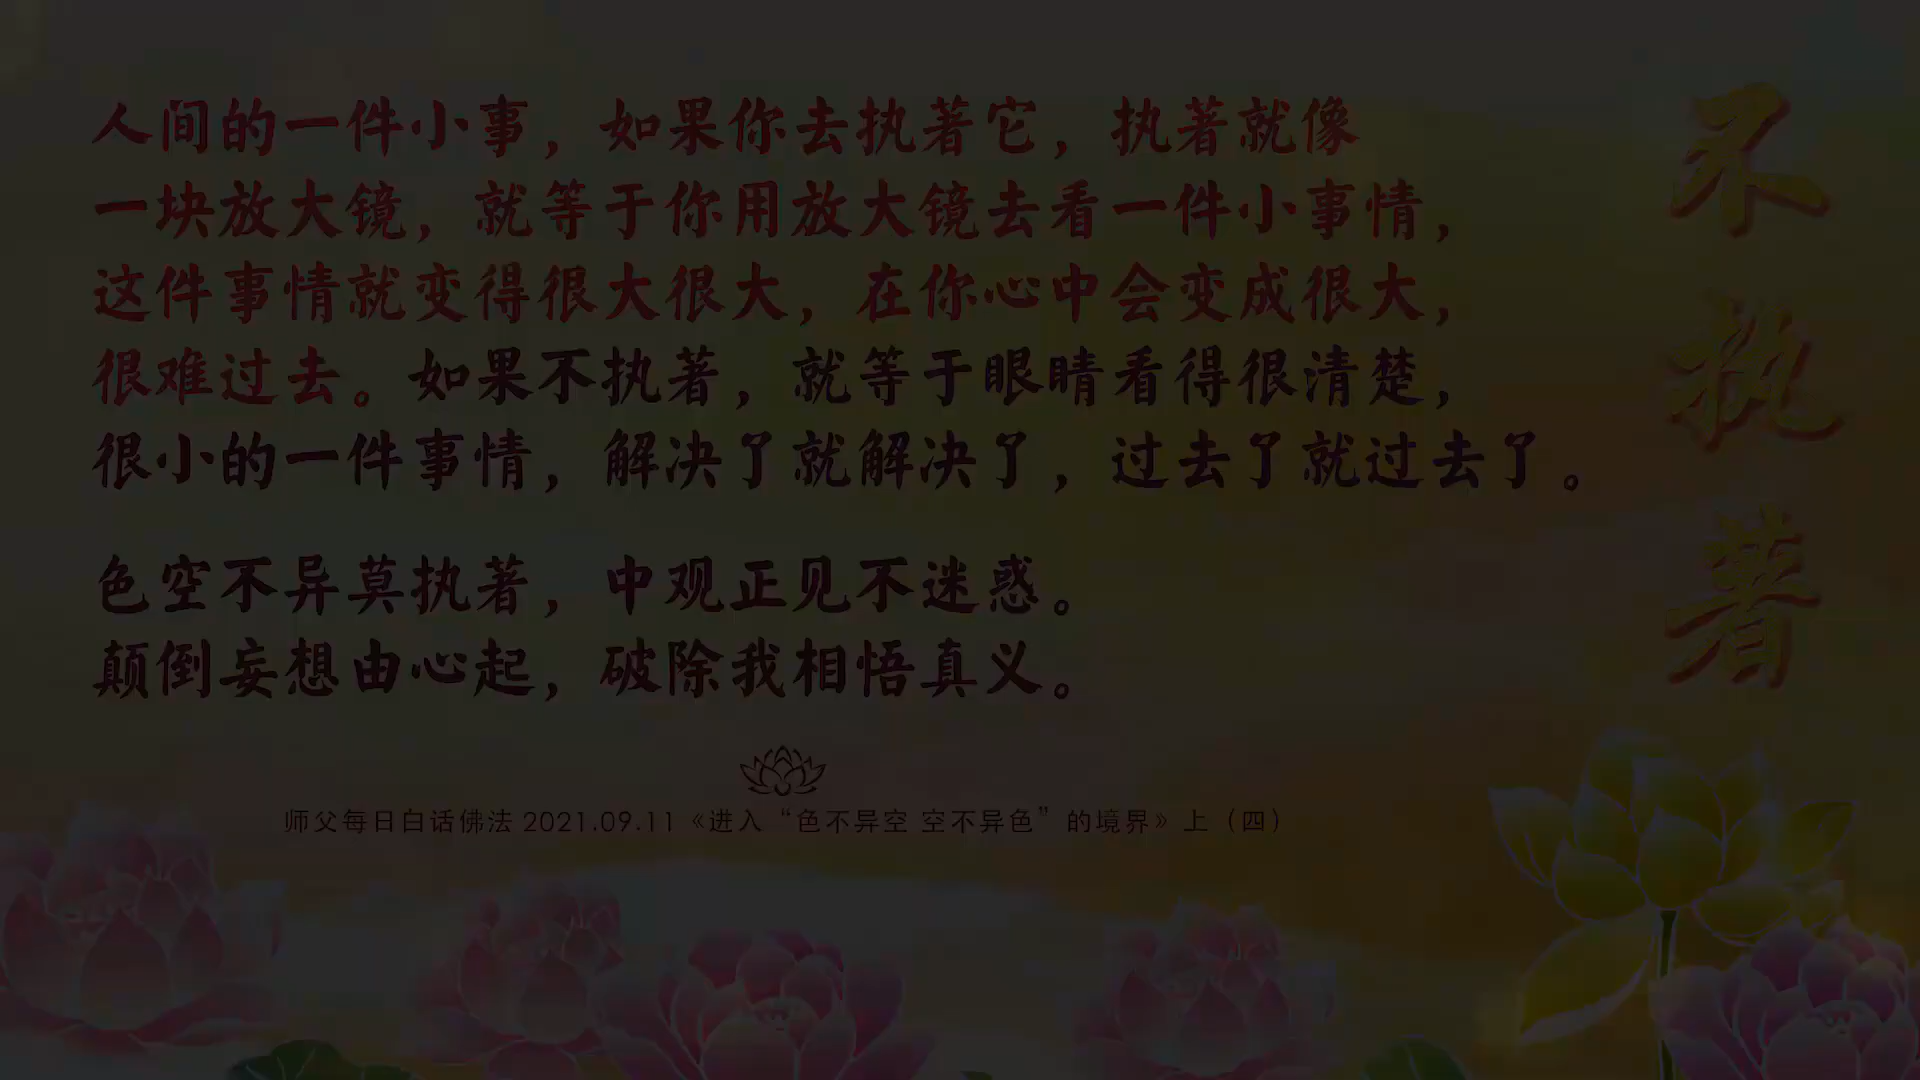 不执著
人间的一件小事，如果你去执著它，执著就像
一块放大镜，就等于你用放大镜去看一件小事情，
这件事情就变得很大很大，在你心中会变成很大，
很难过去。如果不执著，就等于眼睛看得很清楚，
很小的一件事情，解决了就解决了，过去了就过去了。
色空不异莫执著，中观正见不迷惑。
颠倒妄想由心起，破除我相悟真义。
师父每日白话佛法 2021.09.11《进入“色不异空 空不异色”的境界》上（四）